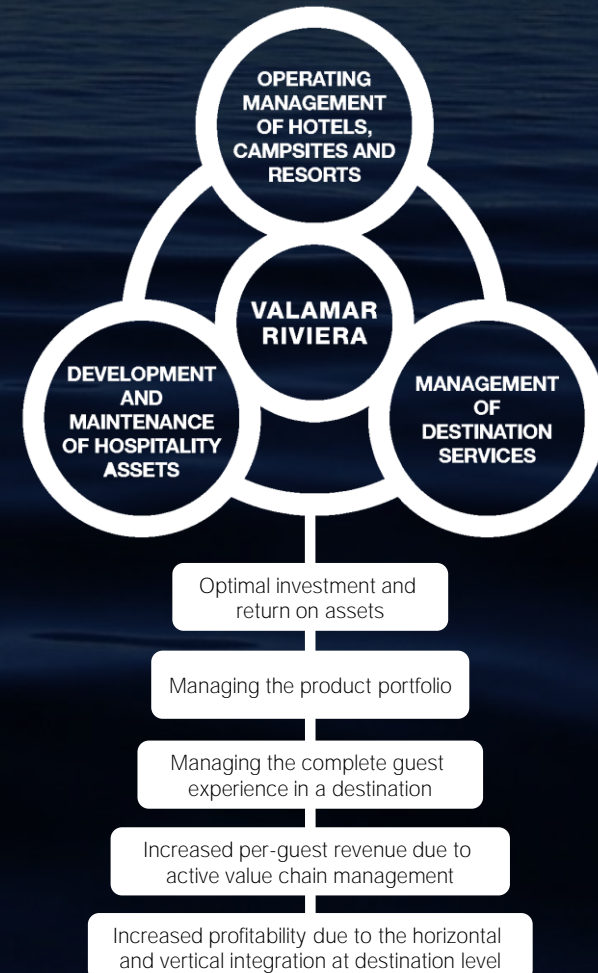 OPERATING
MANAGEMENT
OF HOTELS,
CAMPSITES AND
RESORTS
VALAMAR
RIVIERA
DEVELOPMENT
AND
MAINTENANCE
OF HOSPITALITY
ASSETS
MANAGEMENT
OF
DESTINATION
SERVICES
Optimal investment and
return on assets
Managing the product portfolio
Managing the complete guest
experience in a destination
Increased per-guest revenue due to
active value chain management
Increased profitability due to the horizontal
and vertical integration at destination level